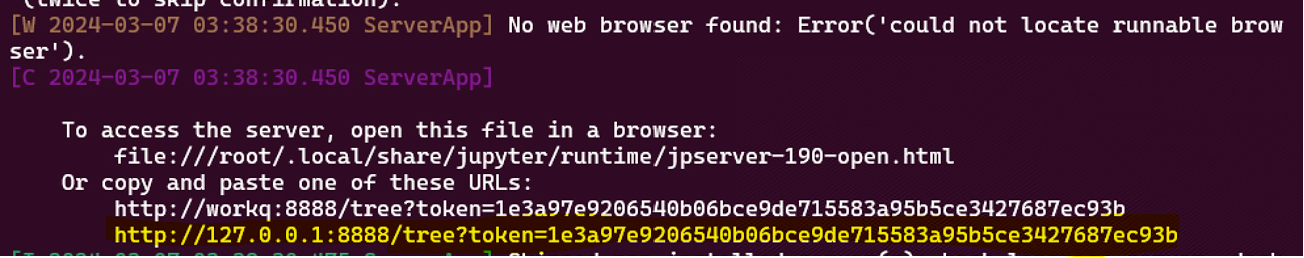 (twice to skip confirmation).
[W 2024-03-07 03:38:30.450 ServerApp] No web browser found: Error('could not locate runnable brow
ser').
[C 2024-03-07 03:38:30.450 ServerApp]
To access the server, open this file in a browser:
file:///root/.local/share/jupyter/runtime/jpserver-190-open.html
Or copy and paste one of these URLs:
http://workq:8888/tree?token=1e3a97e9206540b06bce9de715583a95b5ce3427687ec93b
http://127.0.0.1:8888/tree?token=1e3a97e9206540b06bce9de715583a95b5ce3427687ec93b